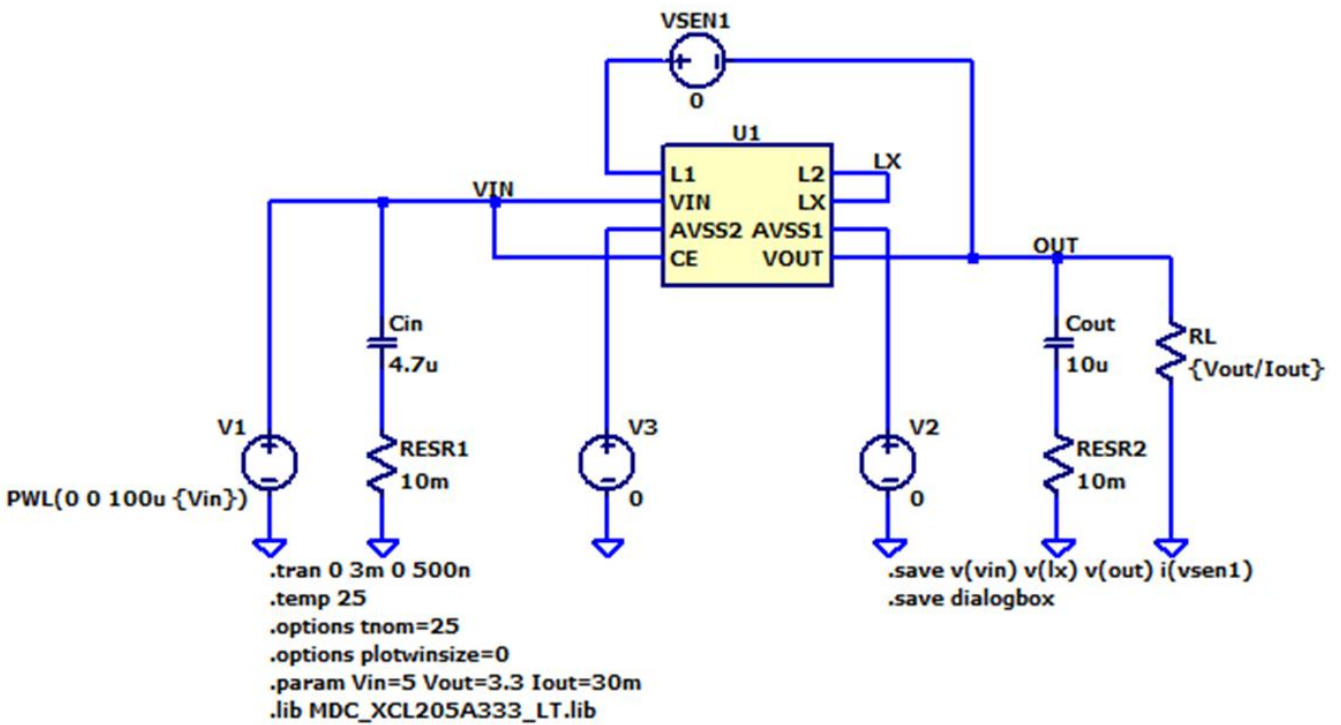 VSEN1
0
U1
L1
L2
LX
VIN
VIN
LX
AVSS2
AVSS1
CE
VOUT
OUT
Cin
4.7u
Cout
10u
RL
{Vout/Iout}
V1
RESR1
10m
V3
0
V2
0
RESR2
10m
PWL(0 0 100u {Vin})
.tran 0 3m 0 500n
.temp 25
.options tnom=25
.options plotwinsize=0
.param Vin=5 Vout=3.3 Iout=30m
.lib MDC_XCL205A333_LT.lib
.save v(vin) v(lx) v(out) i(vsen1)
.save dialogbox